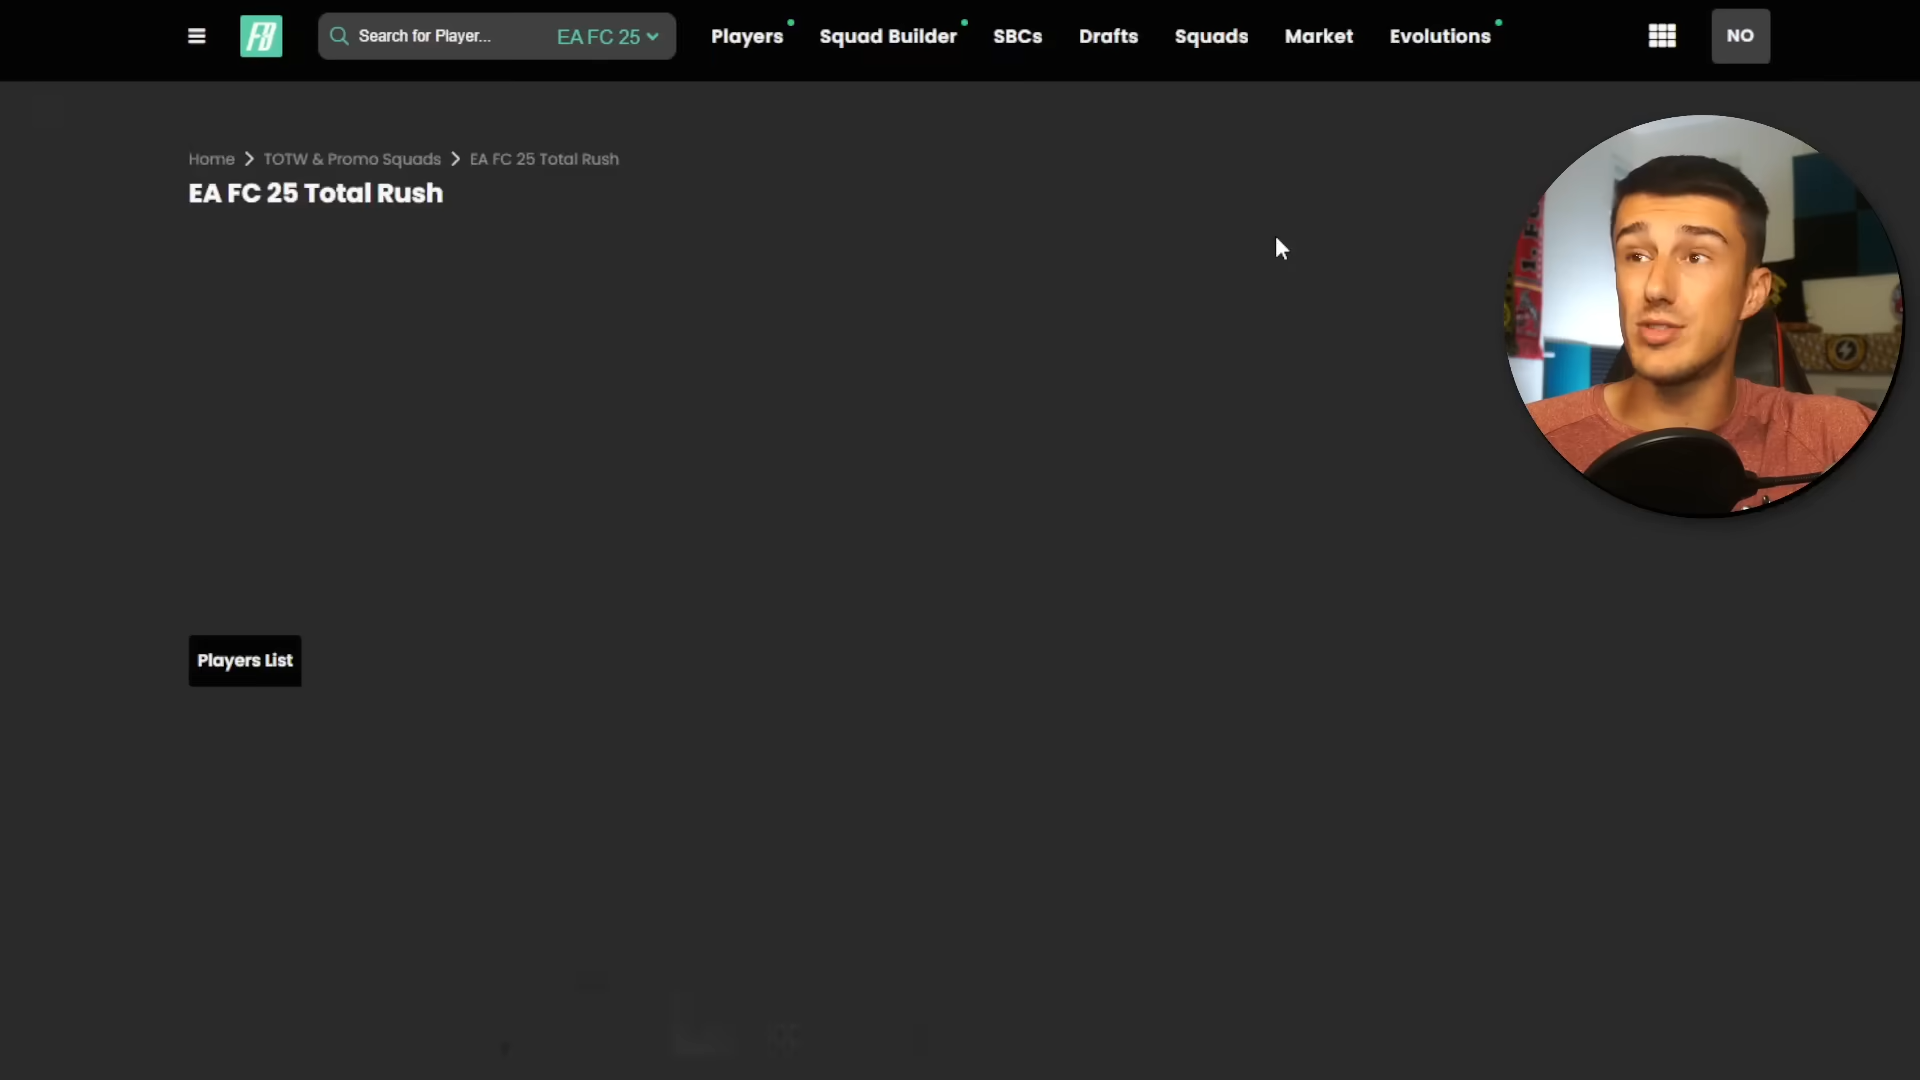 Search for Player... EA FC 25 Players Squad Builder SBCs Drafts Squads Market Evolutions NO
Home > TOTW & Promo Squads > EA FC 25 Total Rush
EA FC 25 Total Rush
Players List